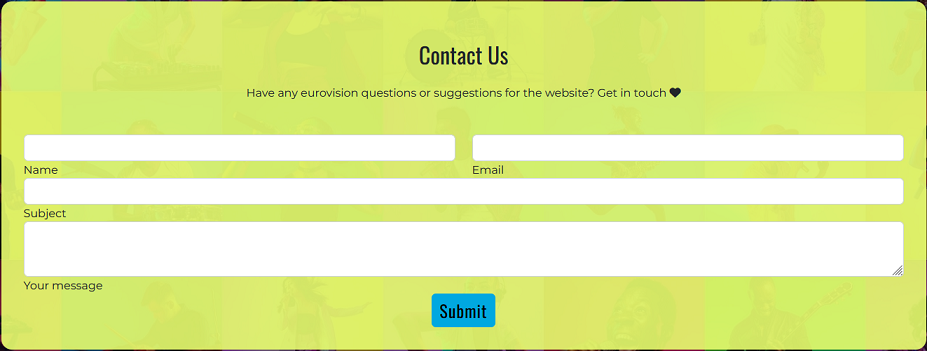 Contact Us
Have any eurovision questions or suggestions for the website? Get in touch
Name
Email
Subject
Your message
Submit